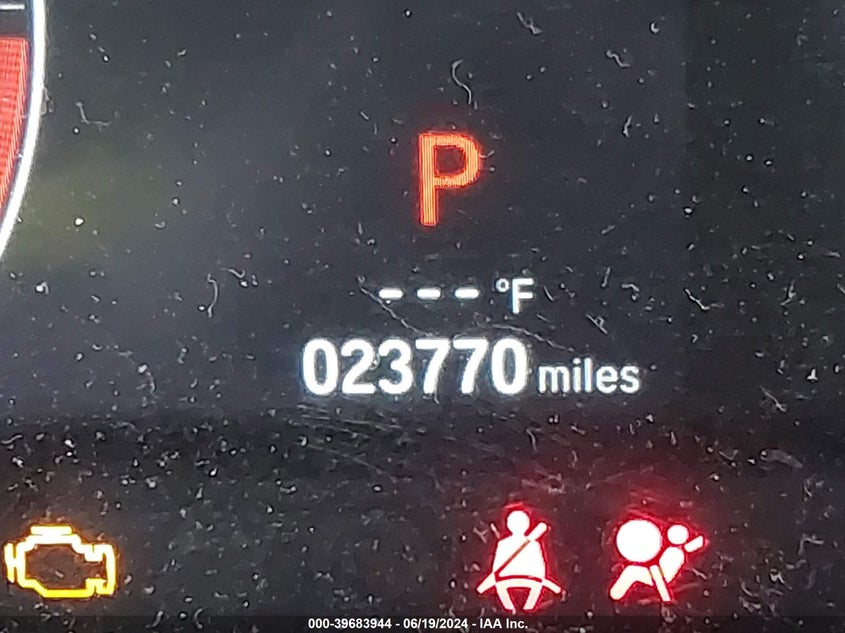 P
---°F
023770 miles
000-39683944 - 06/19/2024 - IAA Inc.